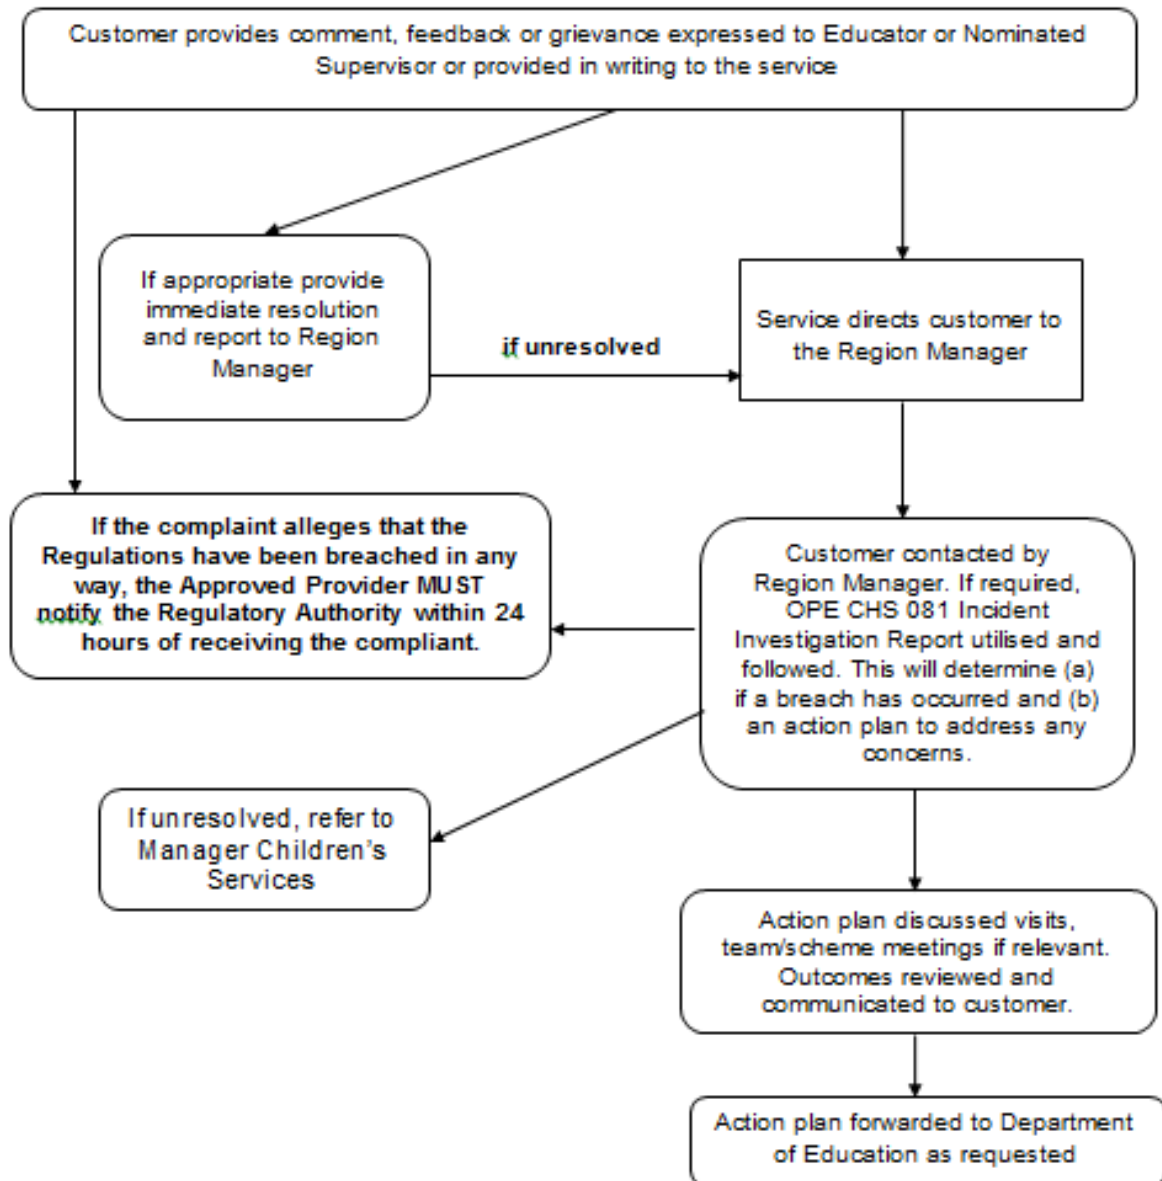 Customer provides comment, feedback or grievance expressed to Educator or Nominated
Supervisor or provided in writing to the service
If appropriate provide
immediate resolution
and report to Region
Manager
if unresolved
Service directs customer to
the Region Manager
If the complaint alleges that the
Regulations have been breached in any
way, the Approved Provider MUST
notify the Regulatory Authority within 24
hours of receiving the compliant.
Customer contacted by
Region Manager. If required,
OPE CHS 081 Incident
Investigation Report utilised and
followed. This will determine (a)
if a breach has occurred and (b)
an action plan to address any
concerns.
If unresolved, refer to
Manager Children's
Services
Action plan discussed visits,
team/scheme meetings if relevant.
Outcomes reviewed and
communicated to customer.
Action plan forwarded to Department
of Education as requested